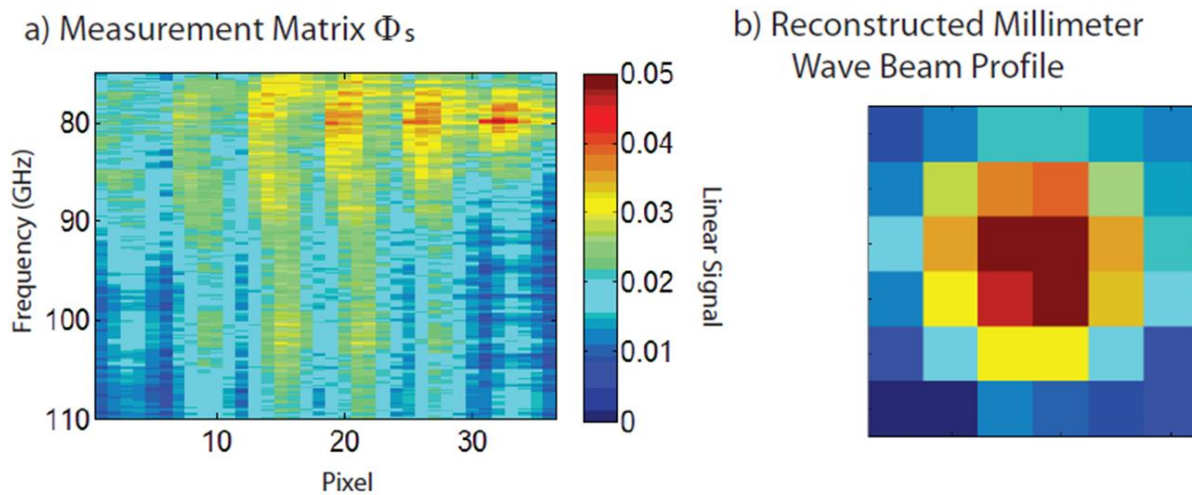 a) Measurement Matrix Φs
b) Reconstructed Millimeter
Wave Beam Profile
Frequency (GHz)
80
90
100
110
10
20
30
Pixel
0.05
0.04
0.03
0.02
0.01
0
Linear Signal